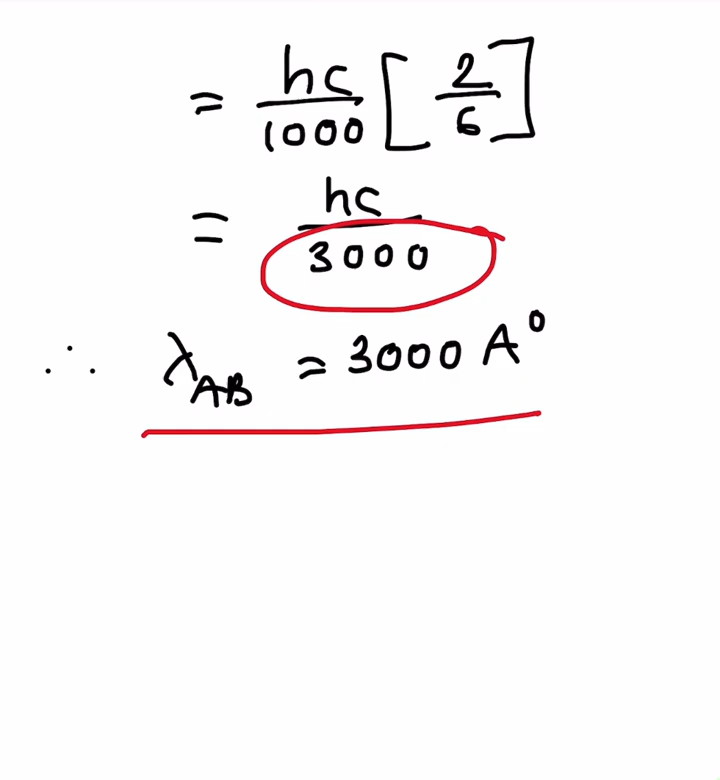 = hc/1000 [2/6]
= hc/3000
∴ λAB = 3000 A°